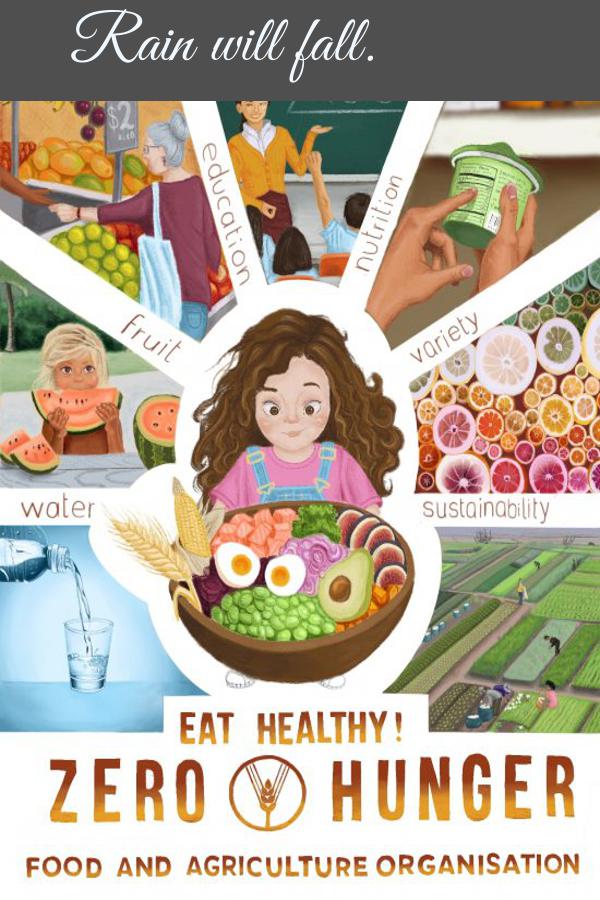 Rain will fall.
$2
education
nutrition
fruit
variety
water
sustainability
EAT HEALTHY!
ZERO HUNGER
FOOD AND AGRICULTURE ORGANISATION